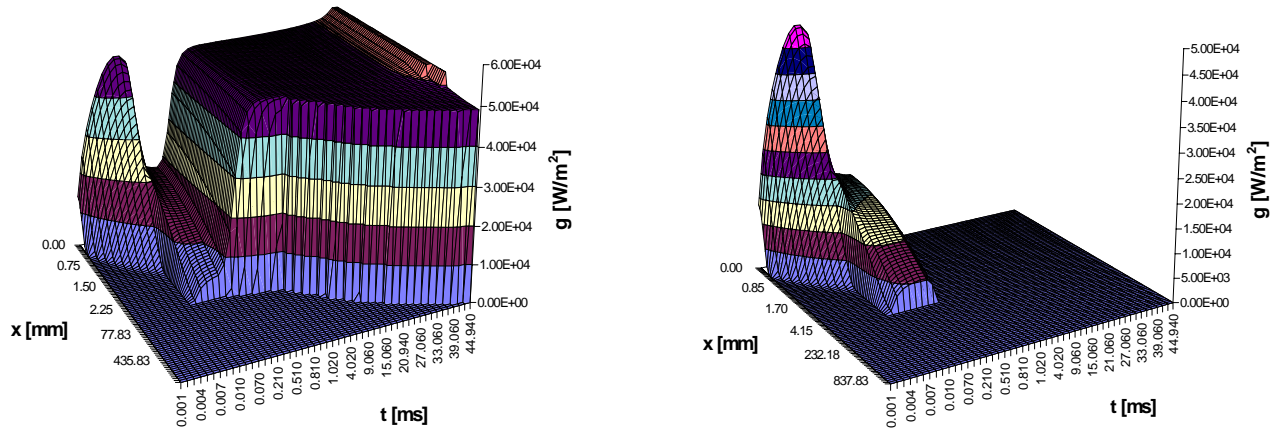 6.00E+04
5.00E+04
4.00E+04
3.00E+04
2.00E+04
1.00E+04
0.00E+00
g [W/m²]
0.00
0.75
1.50
2.25
77.83
435.83
x [mm]
0.001
0.004
0.007
0.010
0.070
0.210
0.510
0.810
1.020
4.020
9.060
15.060
20.940
27.060
33.060
39.060
44.940
t [ms]
5.00E+04
4.50E+04
4.00E+04
3.50E+04
3.00E+04
2.50E+04
2.00E+04
1.50E+04
1.00E+04
5.00E+03
0.00E+00
g [W/m²]
0.00
0.85
1.70
4.15
232.18
837.83
x [mm]
0.001
0.004
0.007
0.010
0.070
0.210
0.510
0.810
1.020
4.020
9.060
15.060
21.000
27.060
33.060
39.060
44.940
t [ms]